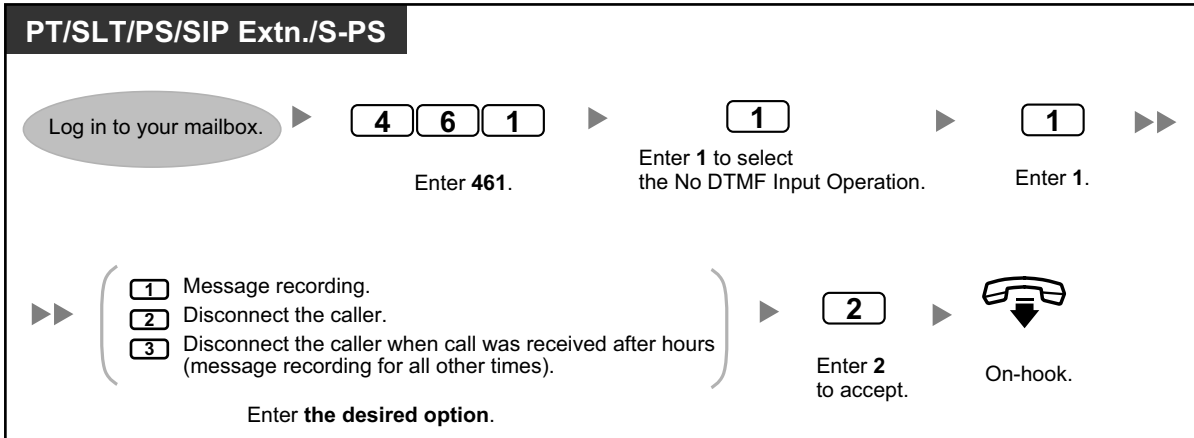 PT/SLT/PS/SIP Extn./S-PS
Log in to your mailbox.
4 6 1
Enter 461.
1
Enter 1 to select
the No DTMF Input Operation.
1
Enter 1.
1 Message recording.
2 Disconnect the caller.
3 Disconnect the caller when call was received after hours
(message recording for all other times).
Enter the desired option.
2
Enter 2
to accept.
On-hook.